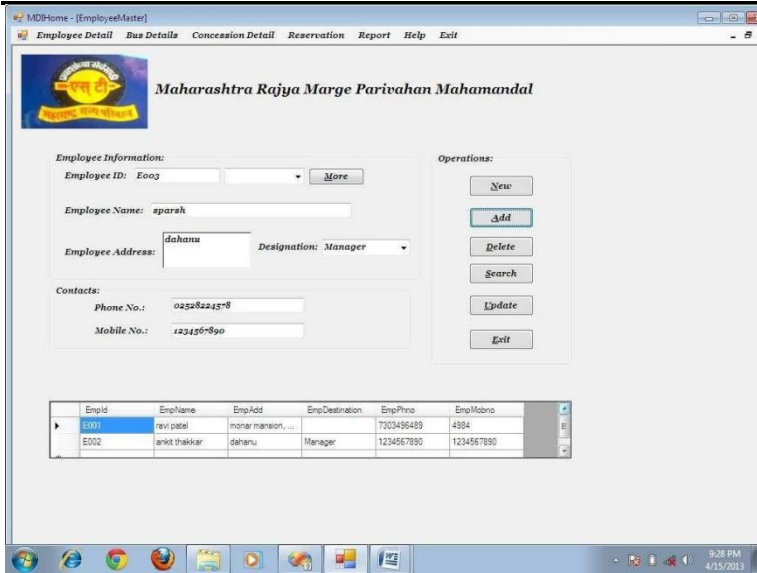 MDIHome - [EmployeeMaster]
Employee Detail Bus Details Concession Detail Reservation Report Help Exit
एस टी
Maharashtra Rajya Marge Parivahan Mahamandal
Employee Information:
Employee ID: E003 More
Employee Name: sparsh
Employee Address: dahanu Designation: Manager
Contacts:
Phone No.: 02528224578
Mobile No.: 1234567890
Operations:
New
Add
Delete
Search
Update
Exit
EmpId EmpName EmpAdd EmpDestination EmpPhno EmpMobno
E001 ravi patel monar mansion, ... 7303496489 4984
E002 ankit thakkar dahanu Manager 1234567890 1234567890
9:28 PM
4/15/2013